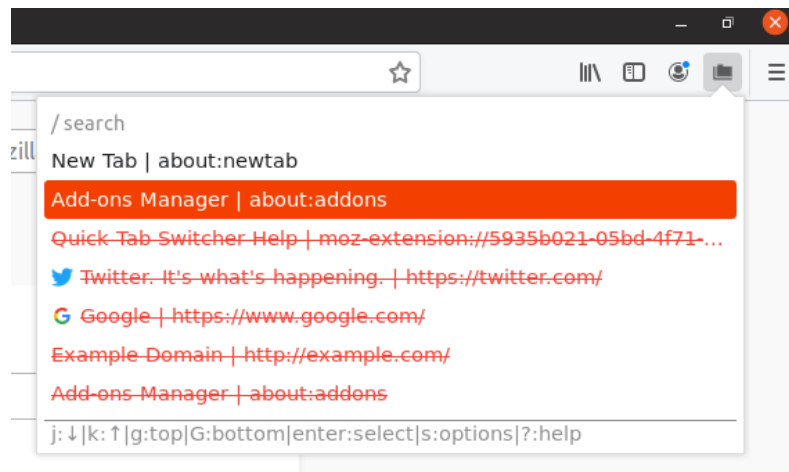 zill
/ search
New Tab | about:newtab
Add-ons Manager | about:addons
Quick Tab Switcher Help | moz-extension://5935b021-05bd-4f71-...
Twitter. It's what's happening. | https://twitter.com/
Google | https://www.google.com/
Example Domain | http://example.com/
Add-ons Manager | about:addons
j:↓|k:↑|g:top|G:bottom|enter:select|s:options|?:help